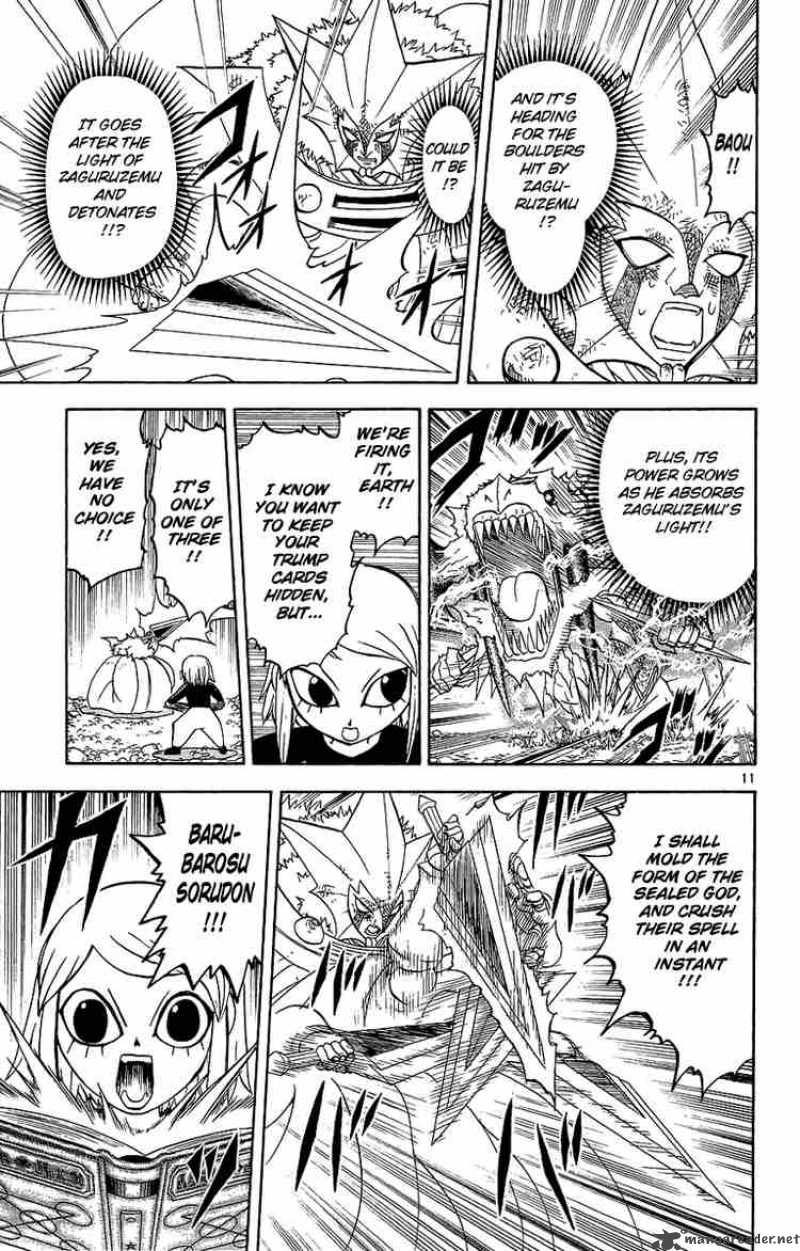 BAOU
!!
AND IT'S
HEADING
FOR THE
BOULDERS
HIT BY
ZAGU-
RUZEMU
!?
COULD
IT BE
!?
IT GOES
AFTER THE
LIGHT OF
ZAGURUZEMU
AND
DETONATES
!!?
PLUS, ITS
POWER GROWS
AS HE ABSORBS
ZAGURUZEMU'S
LIGHT!!
WE'RE
FIRING
IT,
EARTH
!!
I KNOW
YOU WANT
TO KEEP
YOUR
TRUMP
CARDS
HIDDEN,
BUT...
IT'S
ONLY
ONE OF
THREE
!!
YES,
WE
HAVE
NO
CHOICE
!!
11
I SHALL
MOLD THE
FORM OF THE
SEALED GOD,
AND CRUSH
THEIR SPELL
IN AN
INSTANT
!!!
BARU-
BAROSU
SORUDON
!!!
mangareader.net